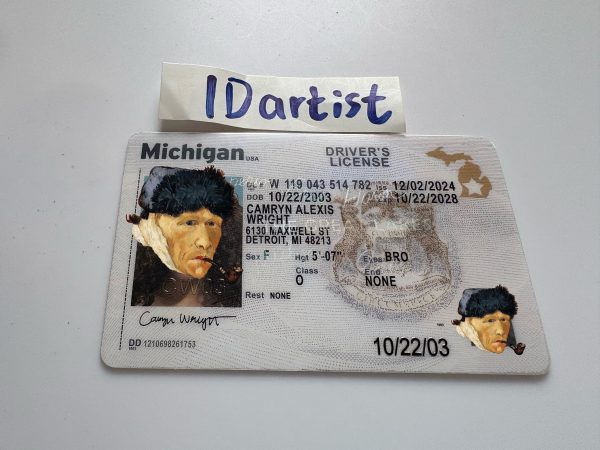 IDartist
Michigan USA
DRIVER'S LICENSE
W 119 043 514 782 ISS 12/02/2024
DOB 10/22/2003 10/22/2028
CAMRYN ALEXIS
WRIGHT
6130 MAXWELL ST
DETROIT, MI 48213
Sex F Hgt 5'-07" Eyes BRO
Class End
O NONE
Rest NONE
Camryn Wright
DD 1210698261753
10/22/03